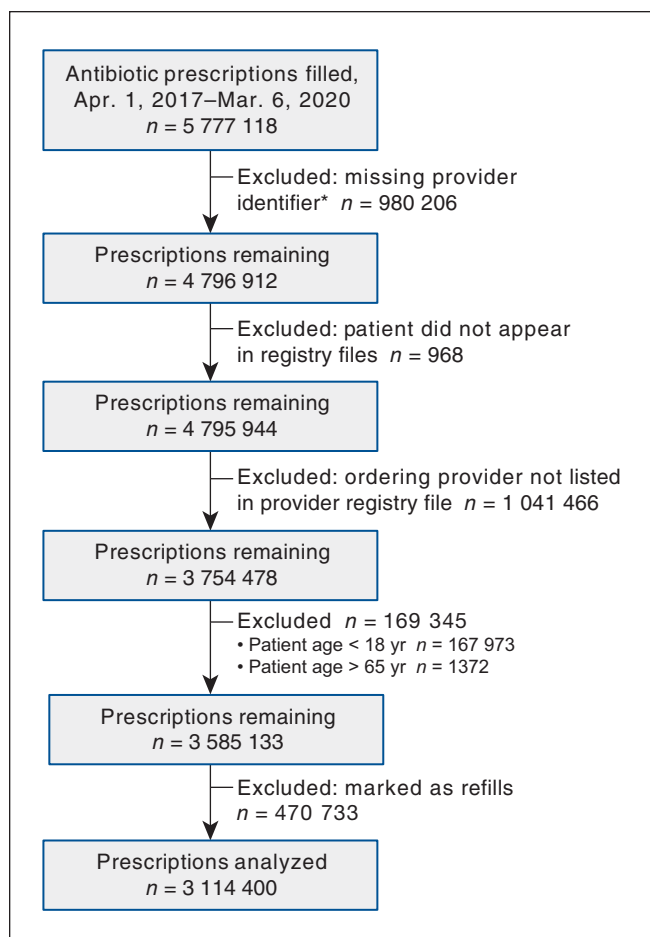 Antibiotic prescriptions filled,
Apr. 1, 2017–Mar. 6, 2020
n = 5 777 118
Excluded: missing provider
identifier* n = 980 206
Prescriptions remaining
n = 4 796 912
Excluded: patient did not appear
in registry files n = 968
Prescriptions remaining
n = 4 795 944
Excluded: ordering provider not listed
in provider registry file n = 1 041 466
Prescriptions remaining
n = 3 754 478
Excluded n = 169 345
• Patient age < 18 yr n = 167 973
• Patient age > 65 yr n = 1372
Prescriptions remaining
n = 3 585 133
Excluded: marked as refills
n = 470 733
Prescriptions analyzed
n = 3 114 400